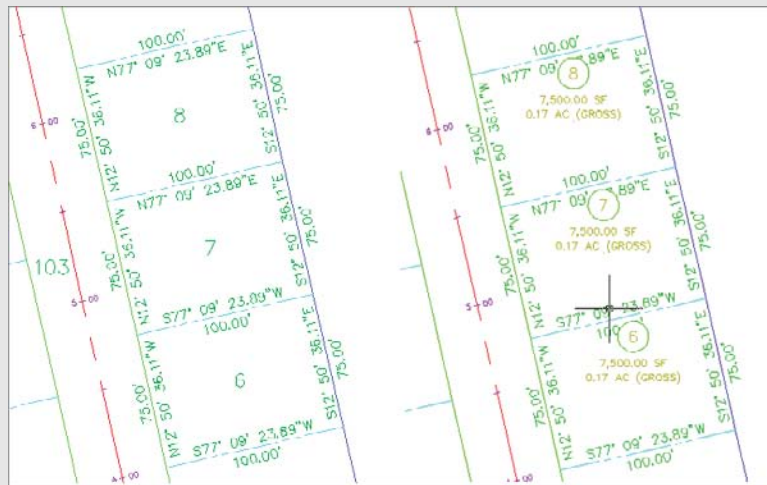 100.00'
N77° 09' 23.89"E
6+00
75.00'
N12° 50' 36.11"W
8
S12° 50' 36.11"E
75.00'
100.00'
N77° 09' 23.89"E
103
5+00
75.00'
N12° 50' 36.11"W
7
S12° 50' 36.11"E
75.00'
S77° 09' 23.89"W
100.00'
75.00'
N12° 50' 36.11"W
6
S12° 50' 36.11"E
75.00'
S77° 09' 23.89"W
100.00'
4+00
100.00'
N77° 09' 23.89"E
8
7,500.00 SF
0.17 AC (GROSS)
6+00
75.00'
N12° 50' 36.11"W
S12° 50' 36.11"E
75.00'
100.00'
N77° 09' 23.89"E
7
7,500.00 SF
0.17 AC (GROSS)
5+00
75.00'
N12° 50' 36.11"W
S12° 50' 36.11"E
75.00'
S77° 09' 23.89"W
100.00'
6
7,500.00 SF
0.17 AC (GROSS)
75.00'
N12° 50' 36.11"W
S12° 50' 36.11"E
75.00'
S77° 09' 23.89"W
100.00'